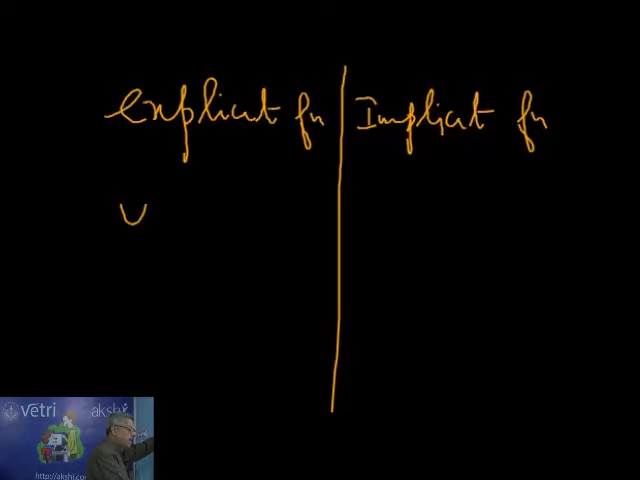 Explicit fn | Implicit fn
U
vetri akshi
http://akshi.co